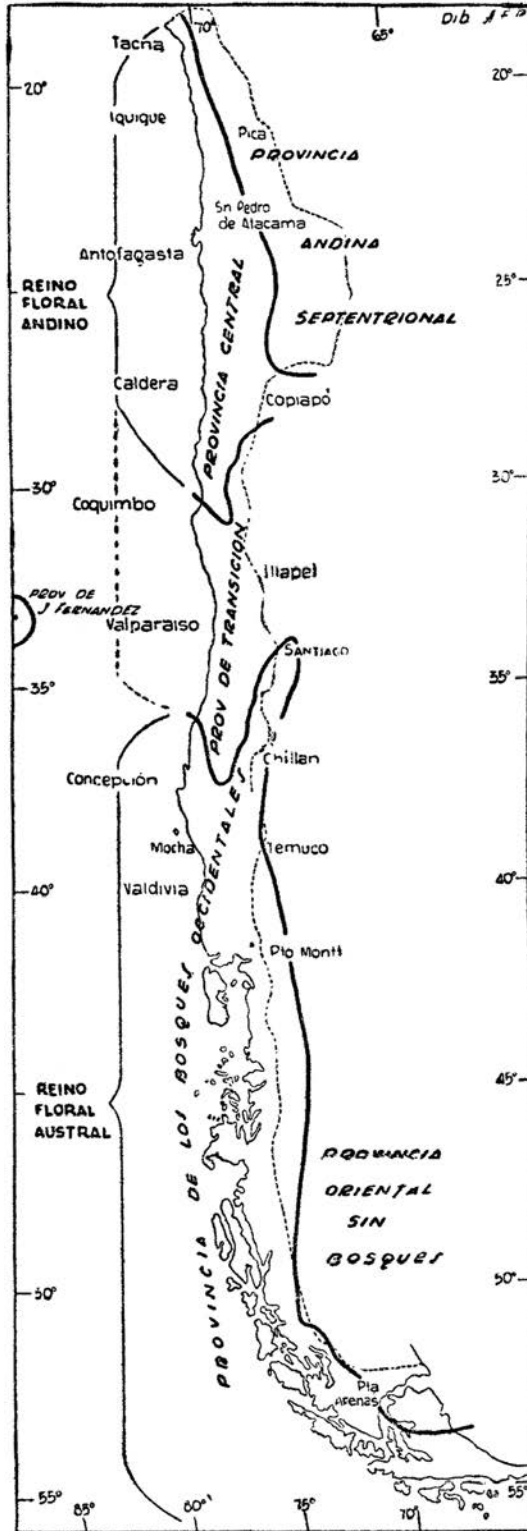 70°
65°
Dib. A F R
Tacna
20°
20°
Iquique
Pica
PROVINCIA
Sn Pedro
de Atacama
ANDINA
Antofagasta
25°
REINO
FLORAL
ANDINO
SEPTENTRIONAL
PROVINCIA CENTRAL
Caldera
Copiapó
30°
30°
Coquimbo
Illapel
PROV DE
J FERNANDEZ
Valparaiso
PROV DE TRANSICION
SANTIAGO
35°
35°
Chillan
Concepción
Mocha
Temuco
Valdivia
40°
40°
Pto Montt
PROVINCIA DE LOS BOSQUES OCCIDENTALES
45°
REINO
FLORAL
AUSTRAL
PROVINCIA
ORIENTAL
SIN
BOSQUES
50°
50°
Pta
Arenas
55°
55°
85°
80°
75°
70°